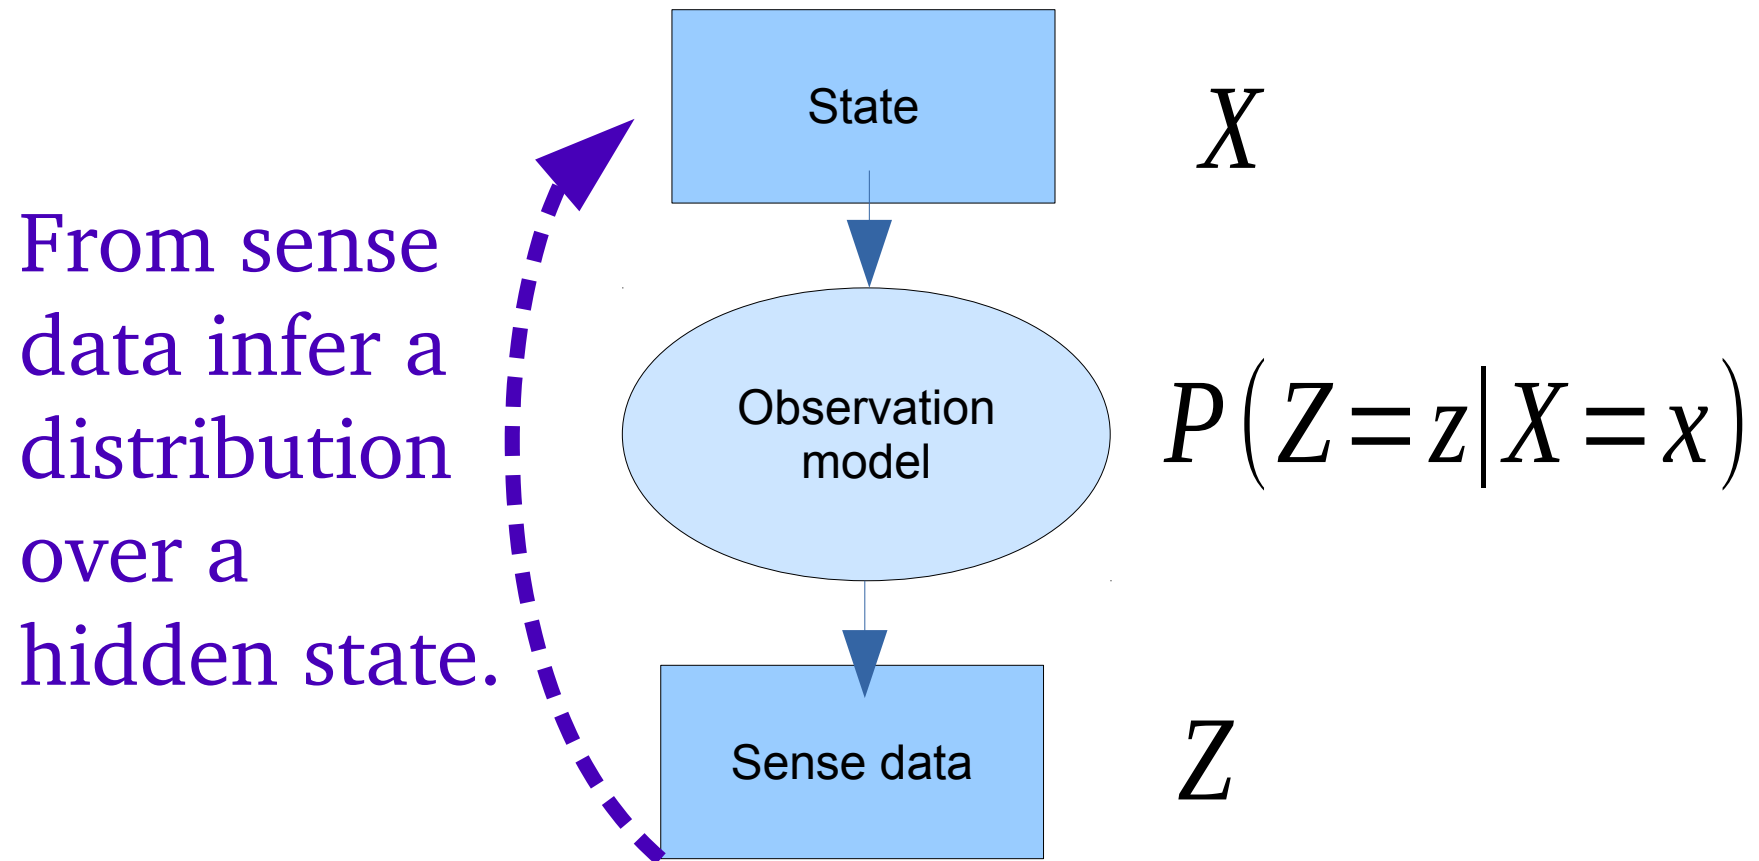 State
X
From sense
data infer a
distribution
over a
hidden state.
Observation
model
P(Z=z|X=x)
Sense data
Z